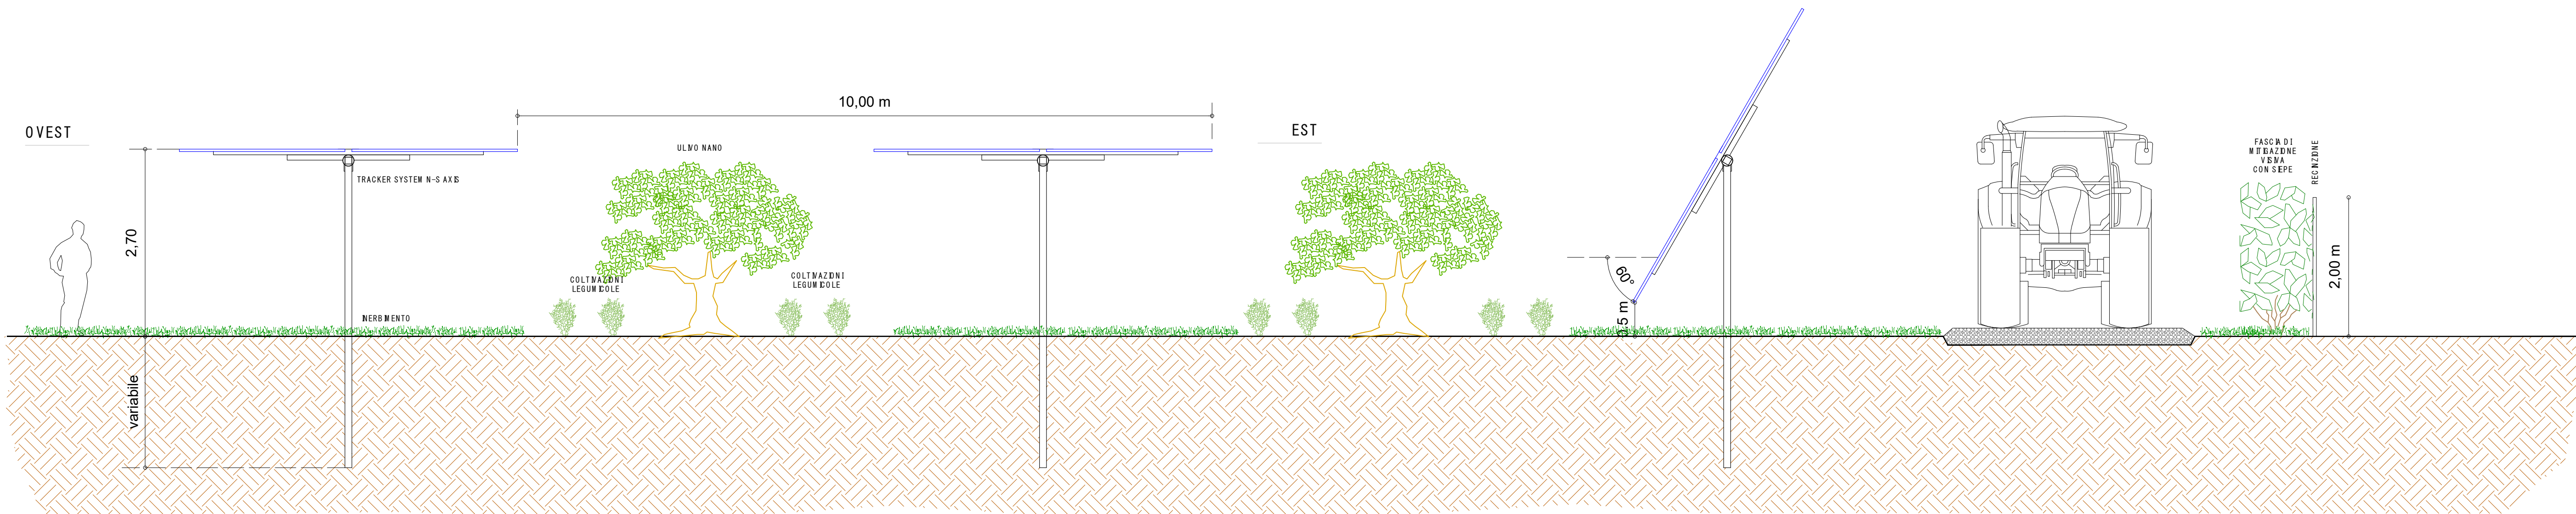 OVEST
10,00 m
EST
ULIVO NANO
TRACKER SYSTEM N-S AXIS
2,70
COLTIVAZIONI
LEGUMICOLE
COLTIVAZIONI
LEGUMICOLE
INERBIMENTO
variabile
60°
0.5 m
FASCIA DI
MITIGAZIONE
VISIVA
CON SIEPE
RECINZIONE
2,00 m